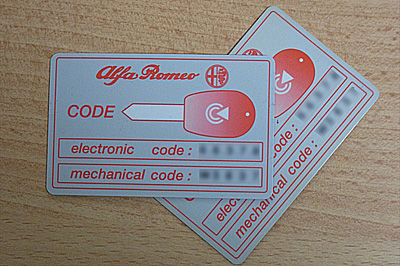 Alfa Romeo
CODE
electronic code :
mechanical code :
electronic code :
mechanical code :